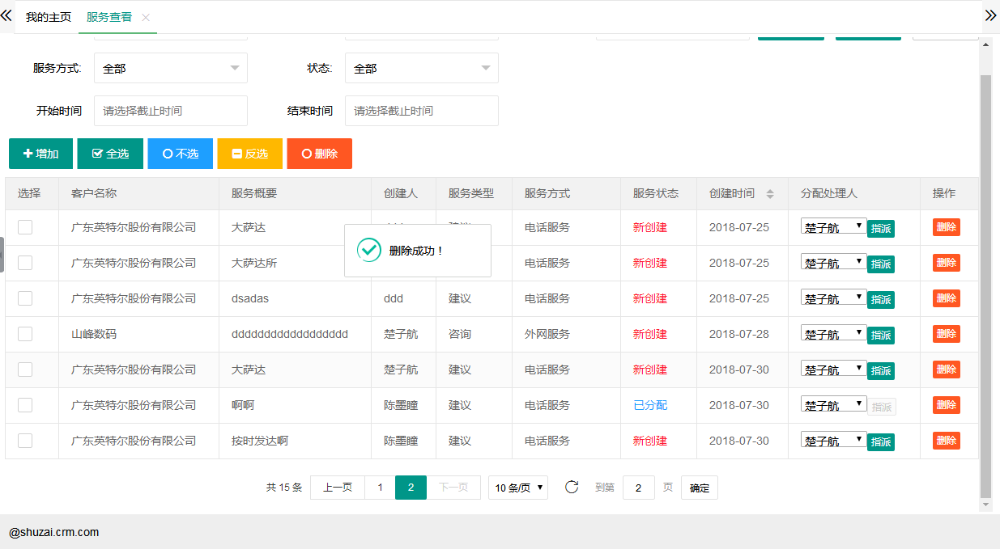 我的主页 服务查看
服务方式: 全部 状态: 全部
开始时间 请选择截止时间 结束时间 请选择截止时间
增加 全选 不选 反选 删除
选择 客户名称 服务概要 创建人 服务类型 服务方式 服务状态 创建时间 分配处理人 操作
广东英特尔股份有限公司 大萨达 电话服务 新创建 2018-07-25 楚子航 指派 删除
删除成功！
广东英特尔股份有限公司 大萨达所 电话服务 新创建 2018-07-25 楚子航 指派 删除
广东英特尔股份有限公司 dsadas ddd 建议 电话服务 新创建 2018-07-25 楚子航 指派 删除
山峰数码 dddddddddddddddddd 楚子航 咨询 外网服务 新创建 2018-07-28 楚子航 指派 删除
广东英特尔股份有限公司 大萨达 楚子航 建议 电话服务 新创建 2018-07-30 楚子航 指派 删除
广东英特尔股份有限公司 啊啊 陈墨瞳 建议 电话服务 已分配 2018-07-30 楚子航 指派 删除
广东英特尔股份有限公司 按时发达啊 陈墨瞳 建议 电话服务 新创建 2018-07-30 楚子航 指派 删除
共 15 条 上一页 1 2 下一页 10 条/页 到第 2 页 确定
@shuzai.crm.com